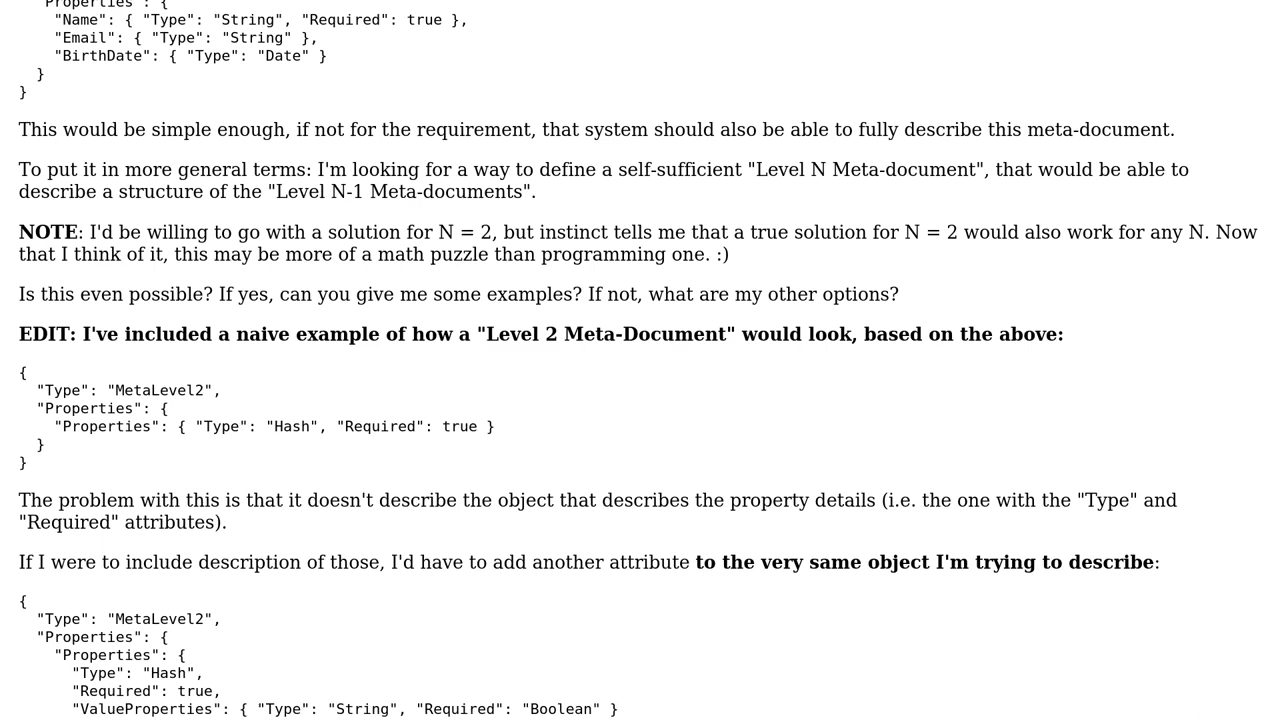 "Properties": {
"Name": { "Type": "String", "Required": true },
"Email": { "Type": "String" },
"BirthDate": { "Type": "Date" }
}
}
This would be simple enough, if not for the requirement, that system should also be able to fully describe this meta-document.
To put it in more general terms: I'm looking for a way to define a self-sufficient "Level N Meta-document", that would be able to
describe a structure of the "Level N-1 Meta-documents".
NOTE: I'd be willing to go with a solution for N = 2, but instinct tells me that a true solution for N = 2 would also work for any N. Now
that I think of it, this may be more of a math puzzle than programming one. :)
Is this even possible? If yes, can you give me some examples? If not, what are my other options?
EDIT: I've included a naive example of how a "Level 2 Meta-Document" would look, based on the above:
{
"Type": "MetaLevel2",
"Properties": {
"Properties": { "Type": "Hash", "Required": true }
}
}
The problem with this is that it doesn't describe the object that describes the property details (i.e. the one with the "Type" and
"Required" attributes).
If I were to include description of those, I'd have to add another attribute to the very same object I'm trying to describe:
{
"Type": "MetaLevel2",
"Properties": {
"Properties": {
"Type": "Hash",
"Required": true,
"ValueProperties": { "Type": "String", "Required": "Boolean" }